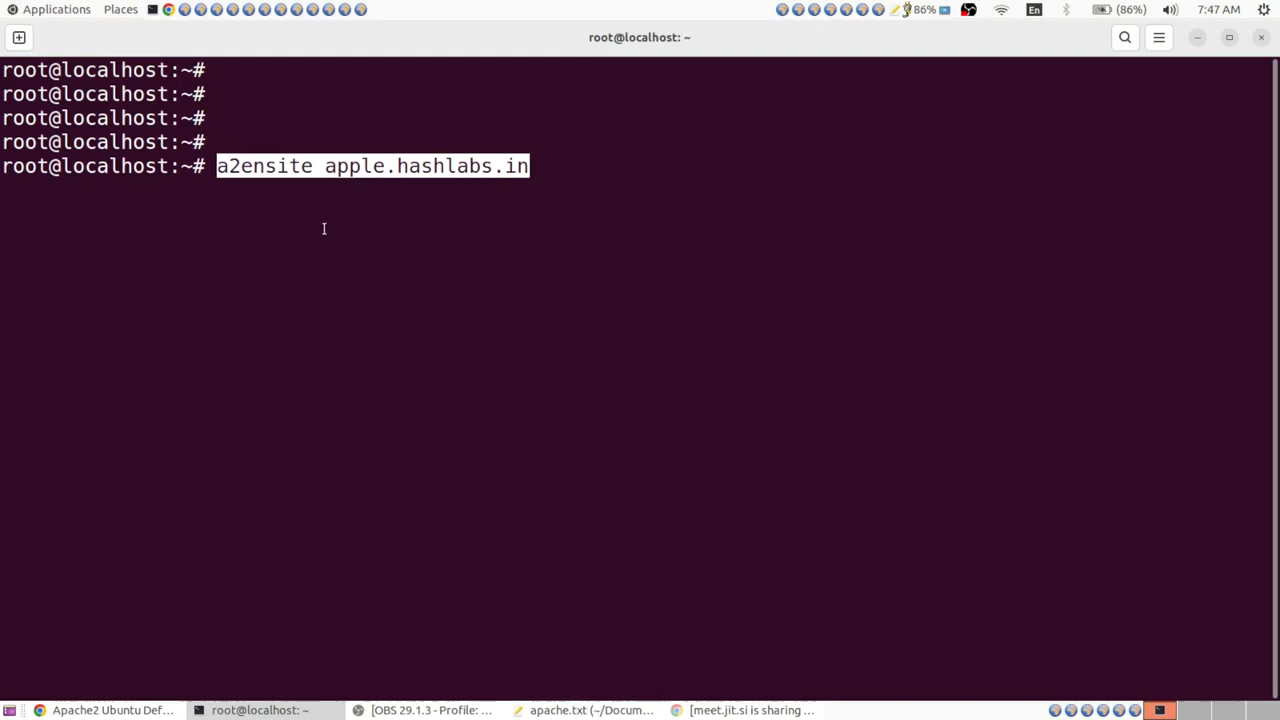 Applications Places 86% En (86%) 7:47 AM
root@localhost: ~
root@localhost:~#
root@localhost:~#
root@localhost:~#
root@localhost:~#
root@localhost:~# a2ensite apple.hashlabs.in
Apache2 Ubuntu Def... root@localhost: ~ [OBS 29.1.3 - Profile: ... apache.txt (~/Docum... [meet.jit.si is sharing ...